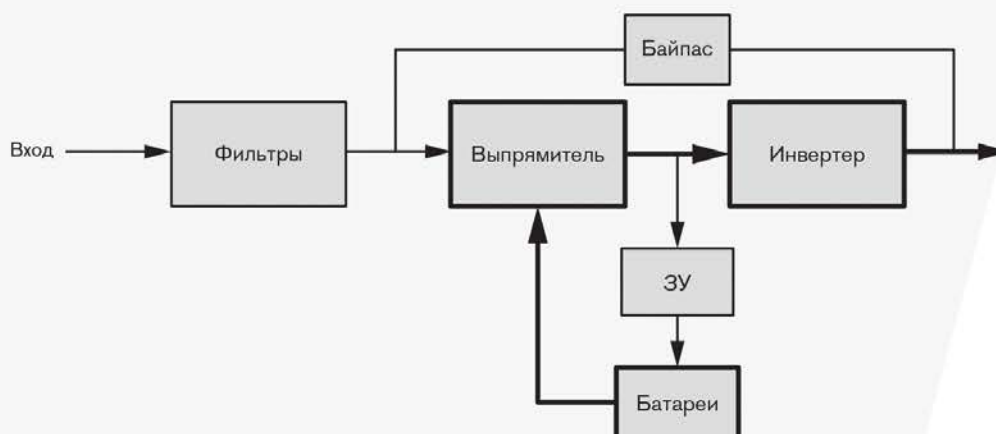 Байпас
Вход
Фильтры
Выпрямитель
Инвертер
ЗУ
Батареи